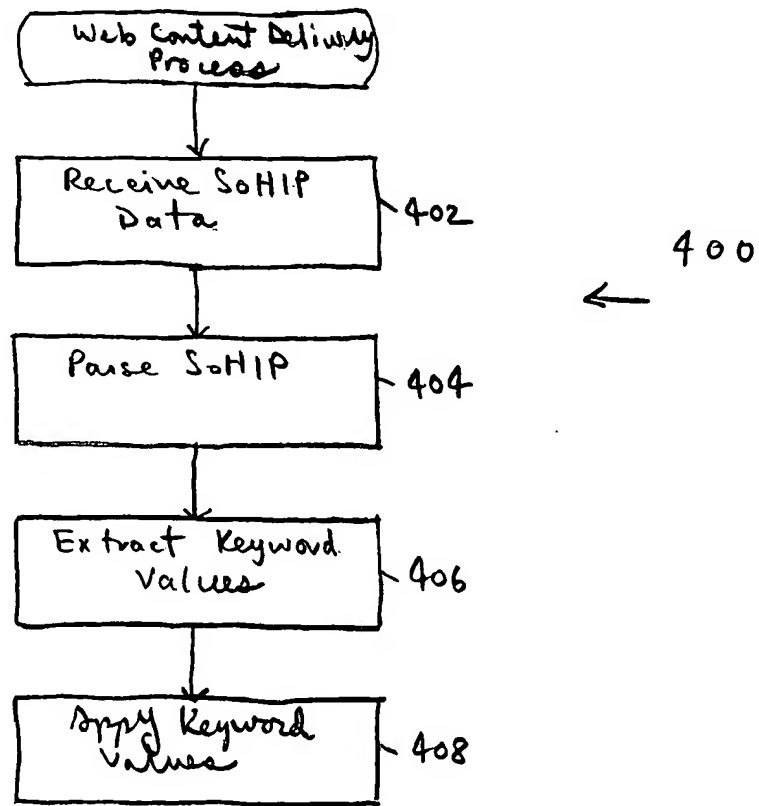 Web Content Delivery
Process
Receive SoHIP
Data
402
400
Parse SoHIP
404
Extract Keyword
Values
406
Appy Keyword
Values
408